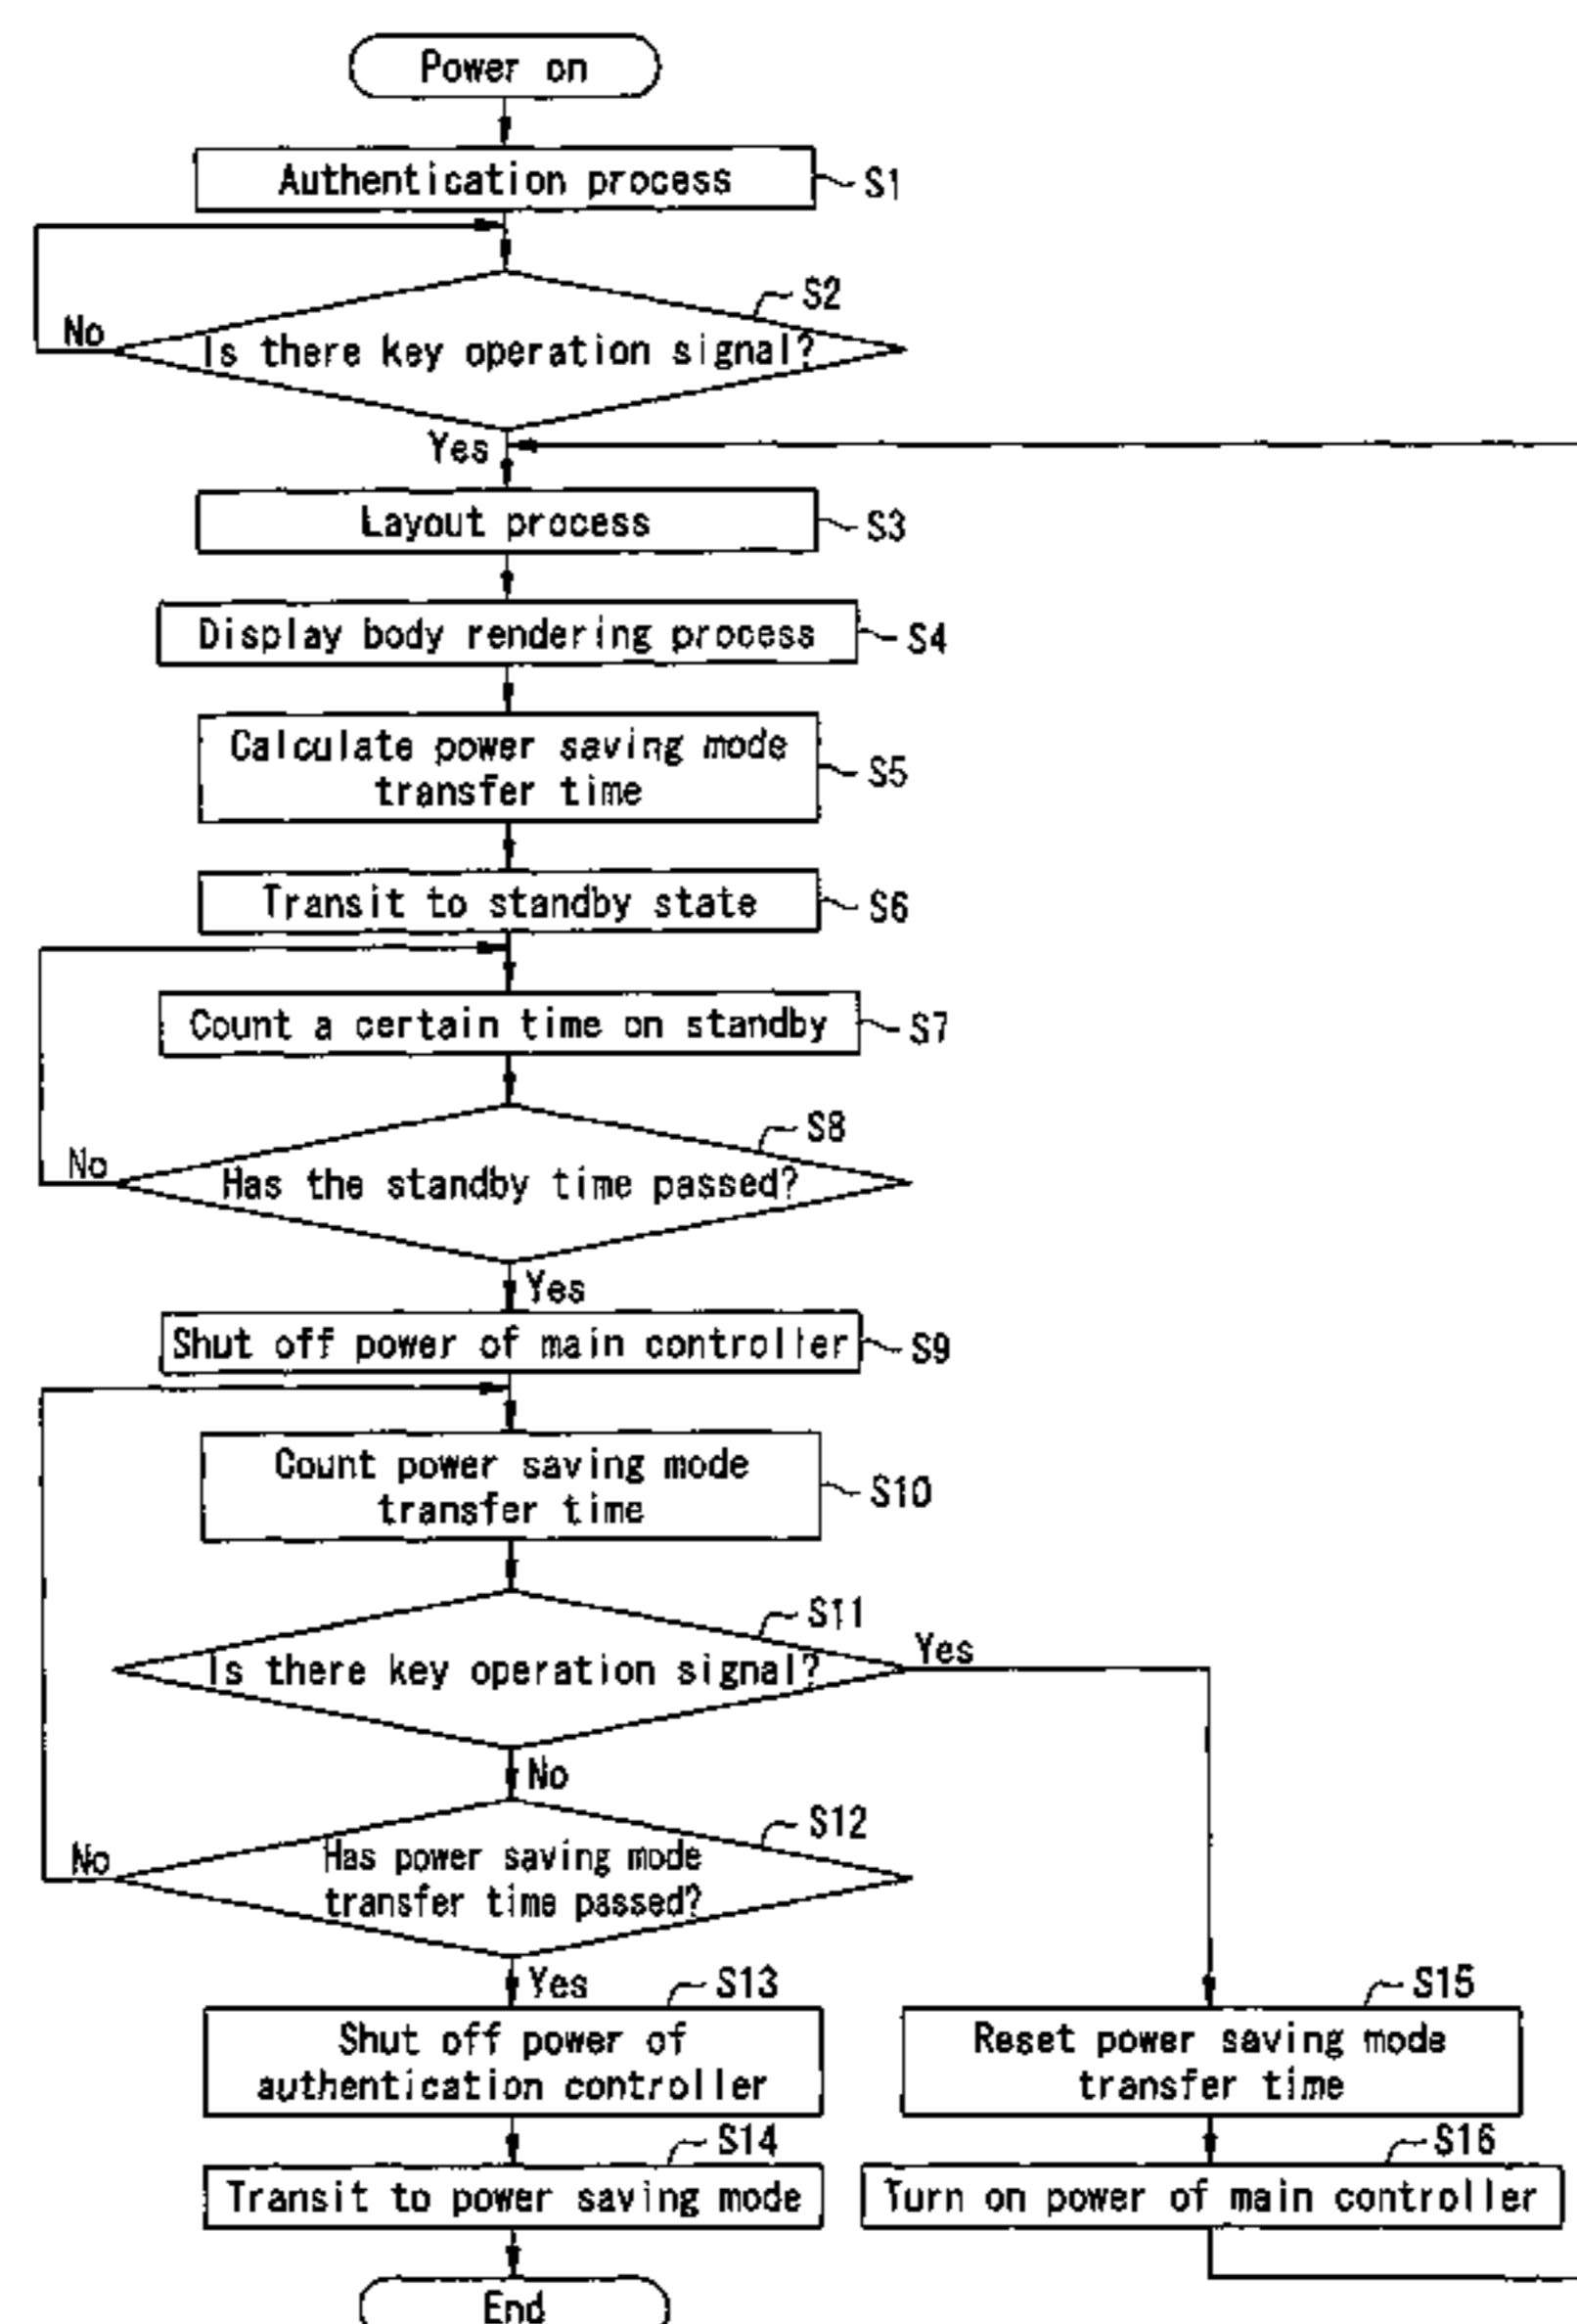 Power on
Authentication process
S1
S2
No
Is there key operation signal?
Yes
Layout process
S3
Display body rendering process
S4
Calculate power saving mode
transfer time
S5
Transit to standby state
S6
Count a certain time on standby
S7
S8
No
Has the standby time passed?
Yes
Shut off power of main controller
S9
Count power saving mode
transfer time
S10
S11
Is there key operation signal?
Yes
No
S12
No
Has power saving mode
transfer time passed?
Yes
S13
Shut off power of
authentication controller
S15
Reset power saving mode
transfer time
S14
Transit to power saving mode
S16
Turn on power of main controller
End